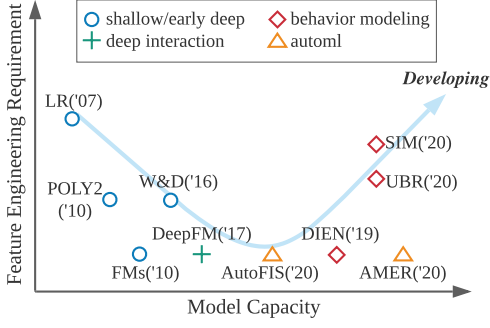 shallow/early deep
behavior modeling
deep interaction
automl
Developing
LR('07)
SIM('20)
POLY2
('10)
W&D('16)
UBR('20)
DeepFM('17)
DIEN('19)
FMs('10)
AutoFIS('20)
AMER('20)
Model Capacity
Feature Engineering Requirement